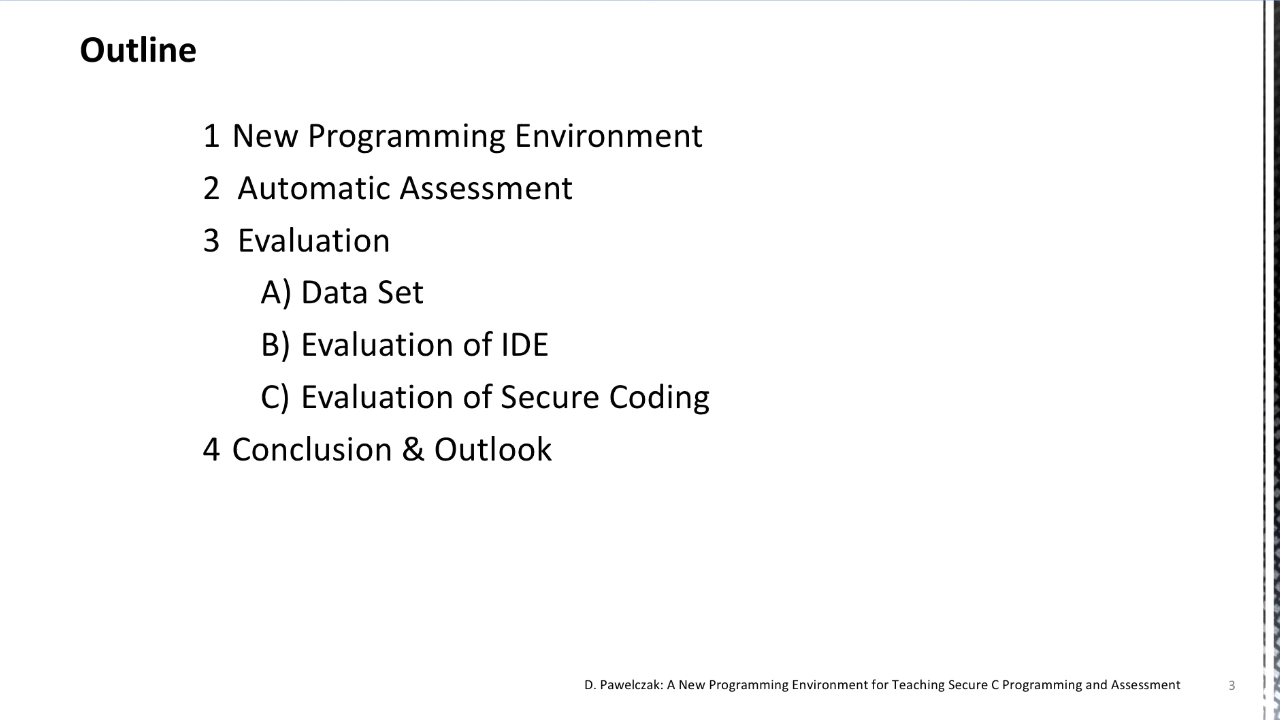 Outline
1 New Programming Environment
2 Automatic Assessment
3 Evaluation
A) Data Set
B) Evaluation of IDE
C) Evaluation of Secure Coding
4 Conclusion & Outlook
D. Pawelczak: A New Programming Environment for Teaching Secure C Programming and Assessment 3